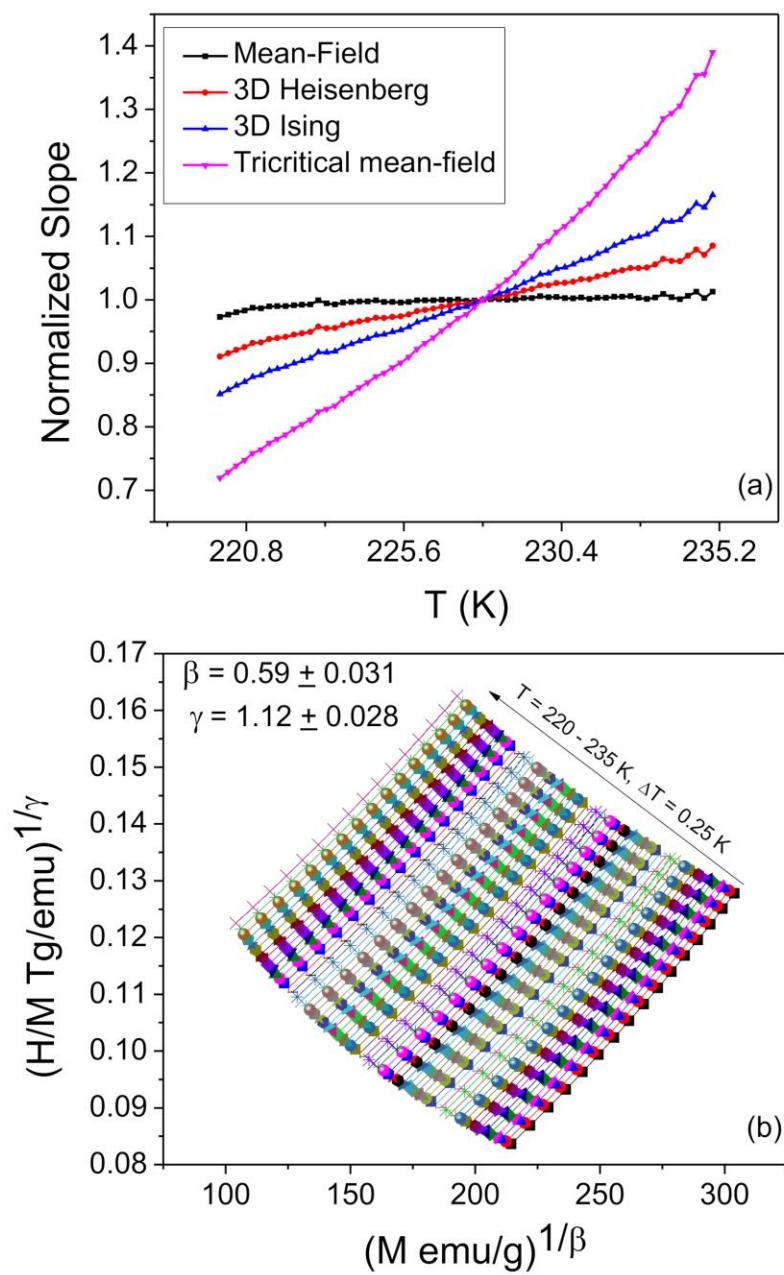 Mean-Field
3D Heisenberg
3D Ising
Tricritical mean-field
1.4
1.3
1.2
1.1
1.0
0.9
0.8
0.7
Normalized Slope
(a)
220.8 225.6 230.4 235.2
T (K)
0.17
0.16
0.15
0.14
0.13
0.12
0.11
0.10
0.09
0.08
(H/M Tg/emu)^1/γ
β = 0.59 ± 0.031
γ = 1.12 ± 0.028
T = 220 - 235 K, ΔT = 0.25 K
(b)
100 150 200 250 300
(M emu/g)^1/β